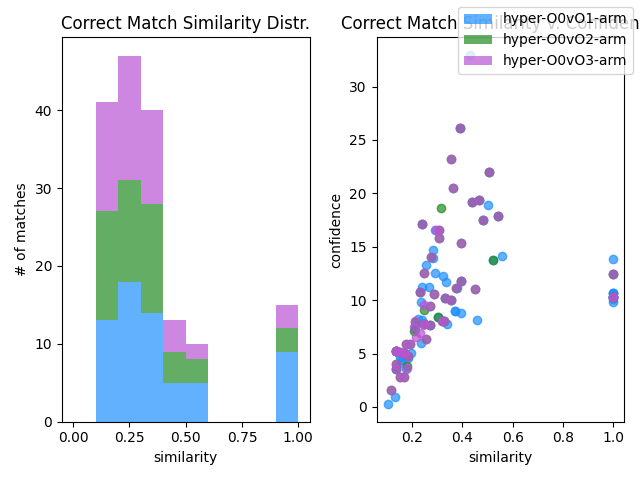 Correct Match Similarity Distr.
Correct Match Similarity v. Confiden
hyper-O0vO1-arm
hyper-O0vO2-arm
hyper-O0vO3-arm
# of matches
40
30
20
10
0
0.00 0.25 0.50 0.75 1.00
similarity
confidence
30
25
20
15
10
5
0
0.2 0.4 0.6 0.8 1.0
similarity